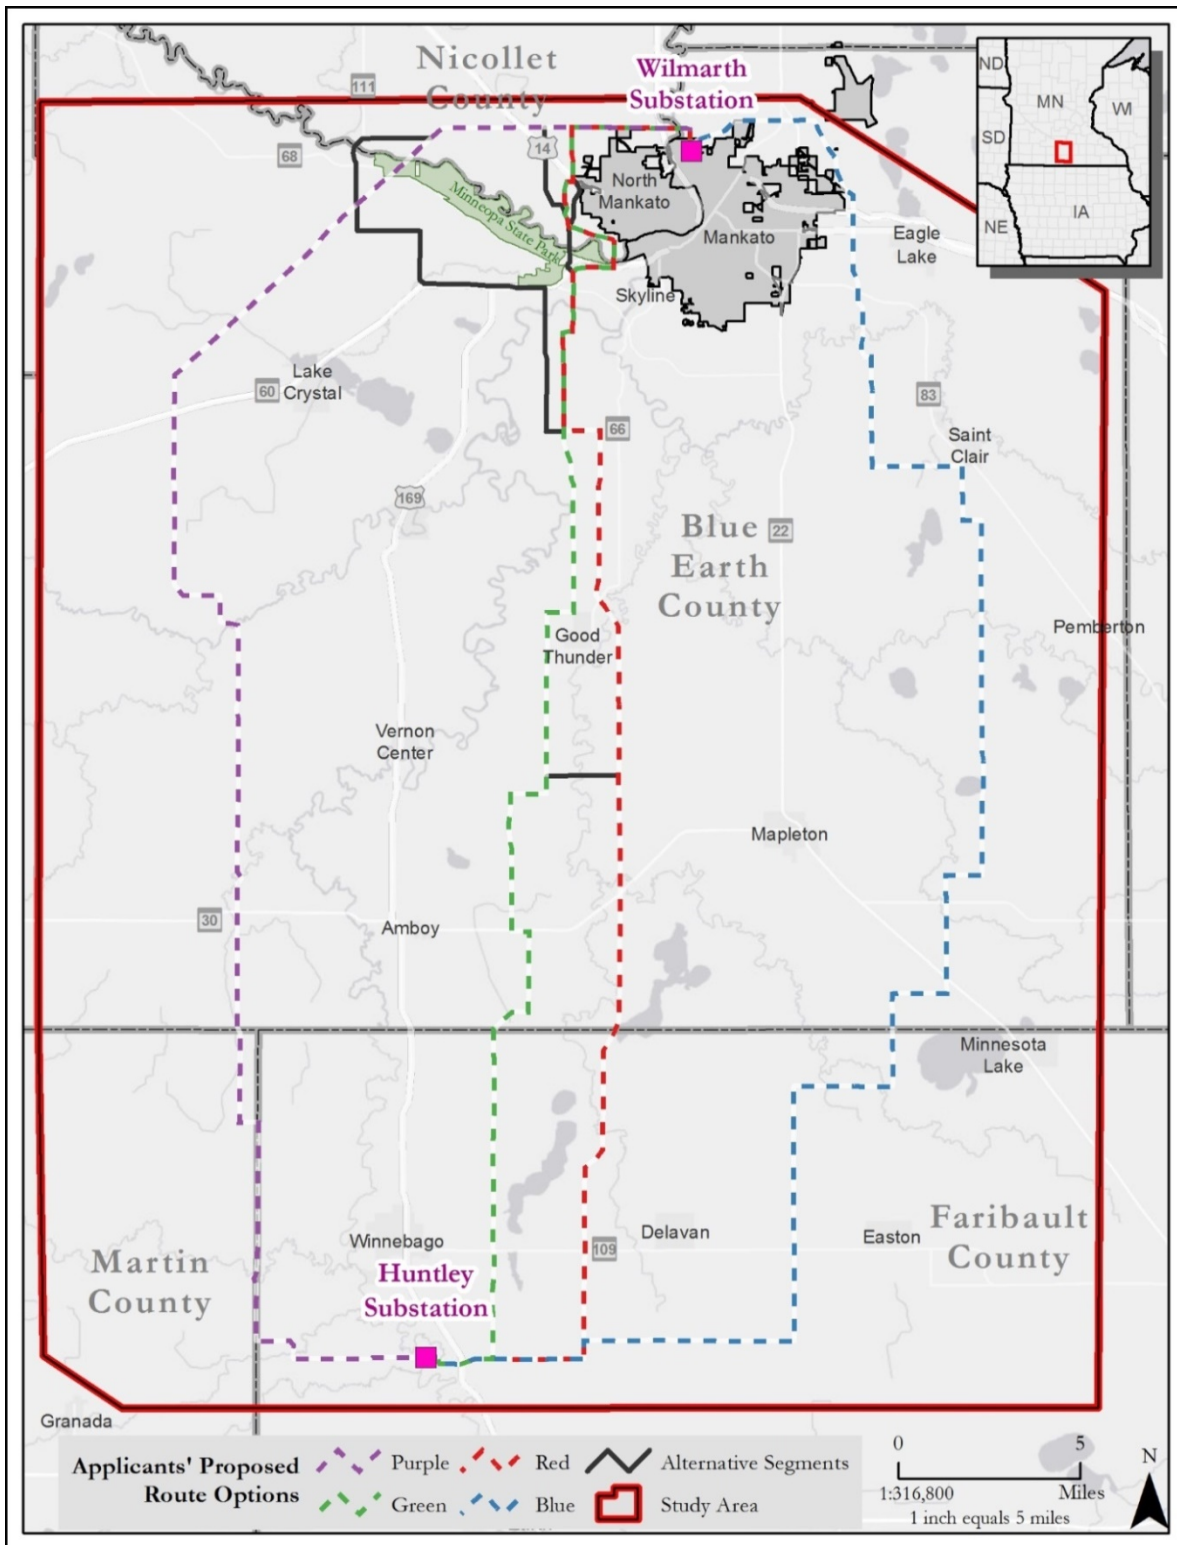 Nicollet
County
Wilmarth
Substation
111
ND
MN
WI
SD
68
14
North
Mankato
Minneopa State Park
IA
NE
Mankato
Eagle
Lake
Skyline
Lake
Crystal
60
83
66
Saint
Clair
169
Blue
Earth
County
22
Good
Thunder
Pemberton
Vernon
Center
Mapleton
30
Amboy
Minnesota
Lake
Winnebago
Delavan
Easton
Faribault
County
109
Martin
County
Huntley
Substation
Granada
Applicants' Proposed
Route Options
Purple
Red
Alternative Segments
Green
Blue
Study Area
0
5
1:316,800
Miles
1 inch equals 5 miles
N